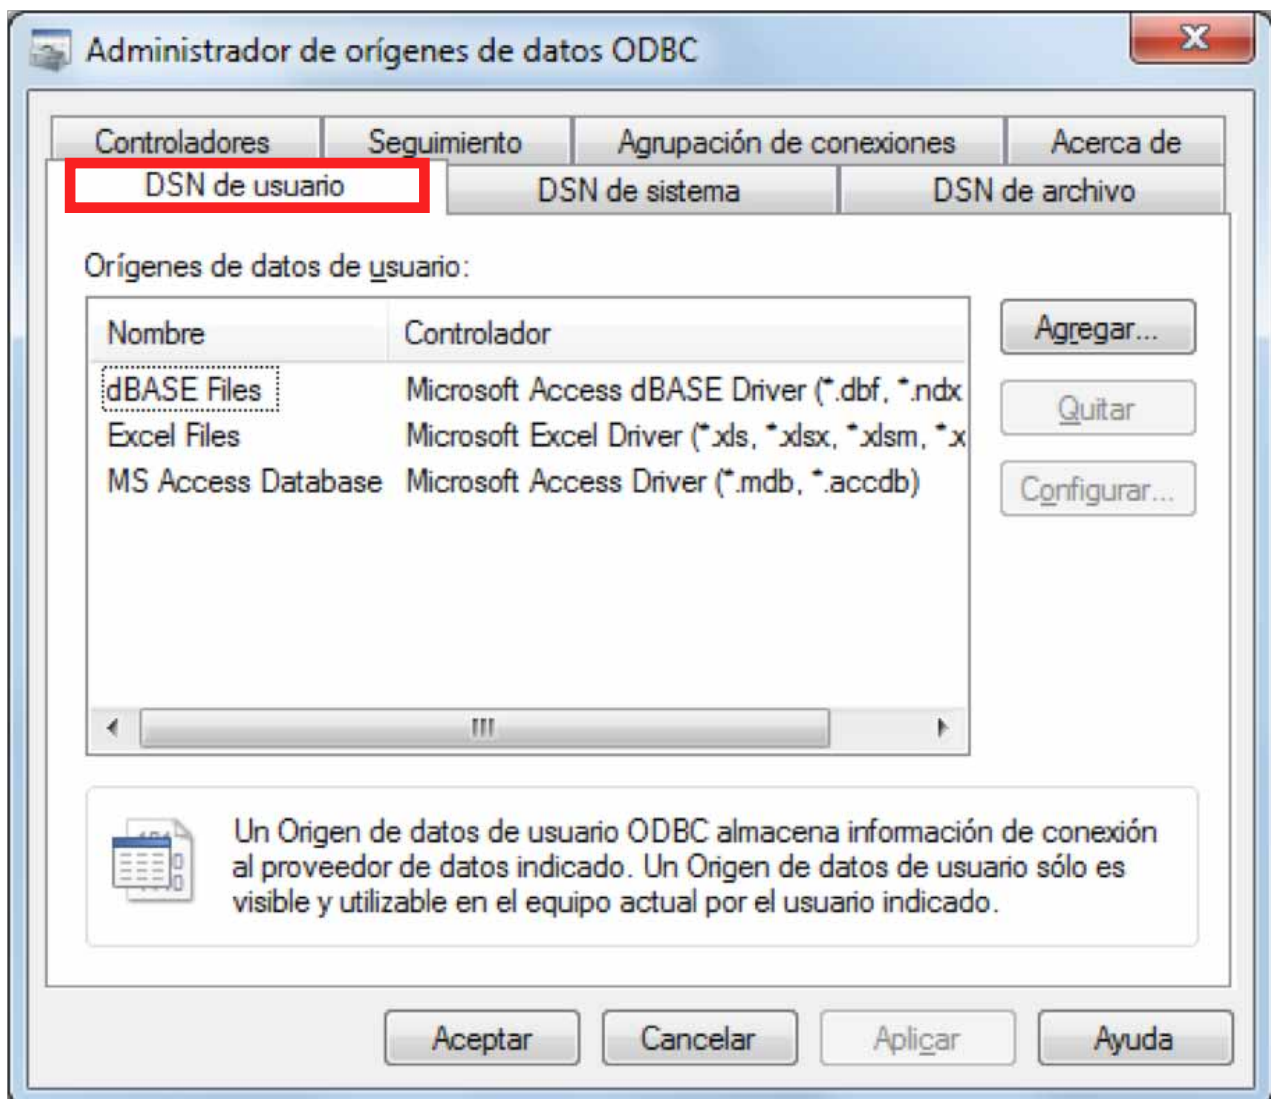 Administrador de orígenes de datos ODBC
Controladores Seguimiento Agrupación de conexiones Acerca de
DSN de usuario DSN de sistema DSN de archivo
Orígenes de datos de usuario:
Nombre Controlador
dBASE Files Microsoft Access dBASE Driver (*.dbf, *.ndx
Excel Files Microsoft Excel Driver (*.xls, *.xlsx, *.xlsm, *.x
MS Access Database Microsoft Access Driver (*.mdb, *.accdb)
Agregar...
Quitar
Configurar...
Un Origen de datos de usuario ODBC almacena información de conexión
al proveedor de datos indicado. Un Origen de datos de usuario sólo es
visible y utilizable en el equipo actual por el usuario indicado.
Aceptar Cancelar Aplicar Ayuda